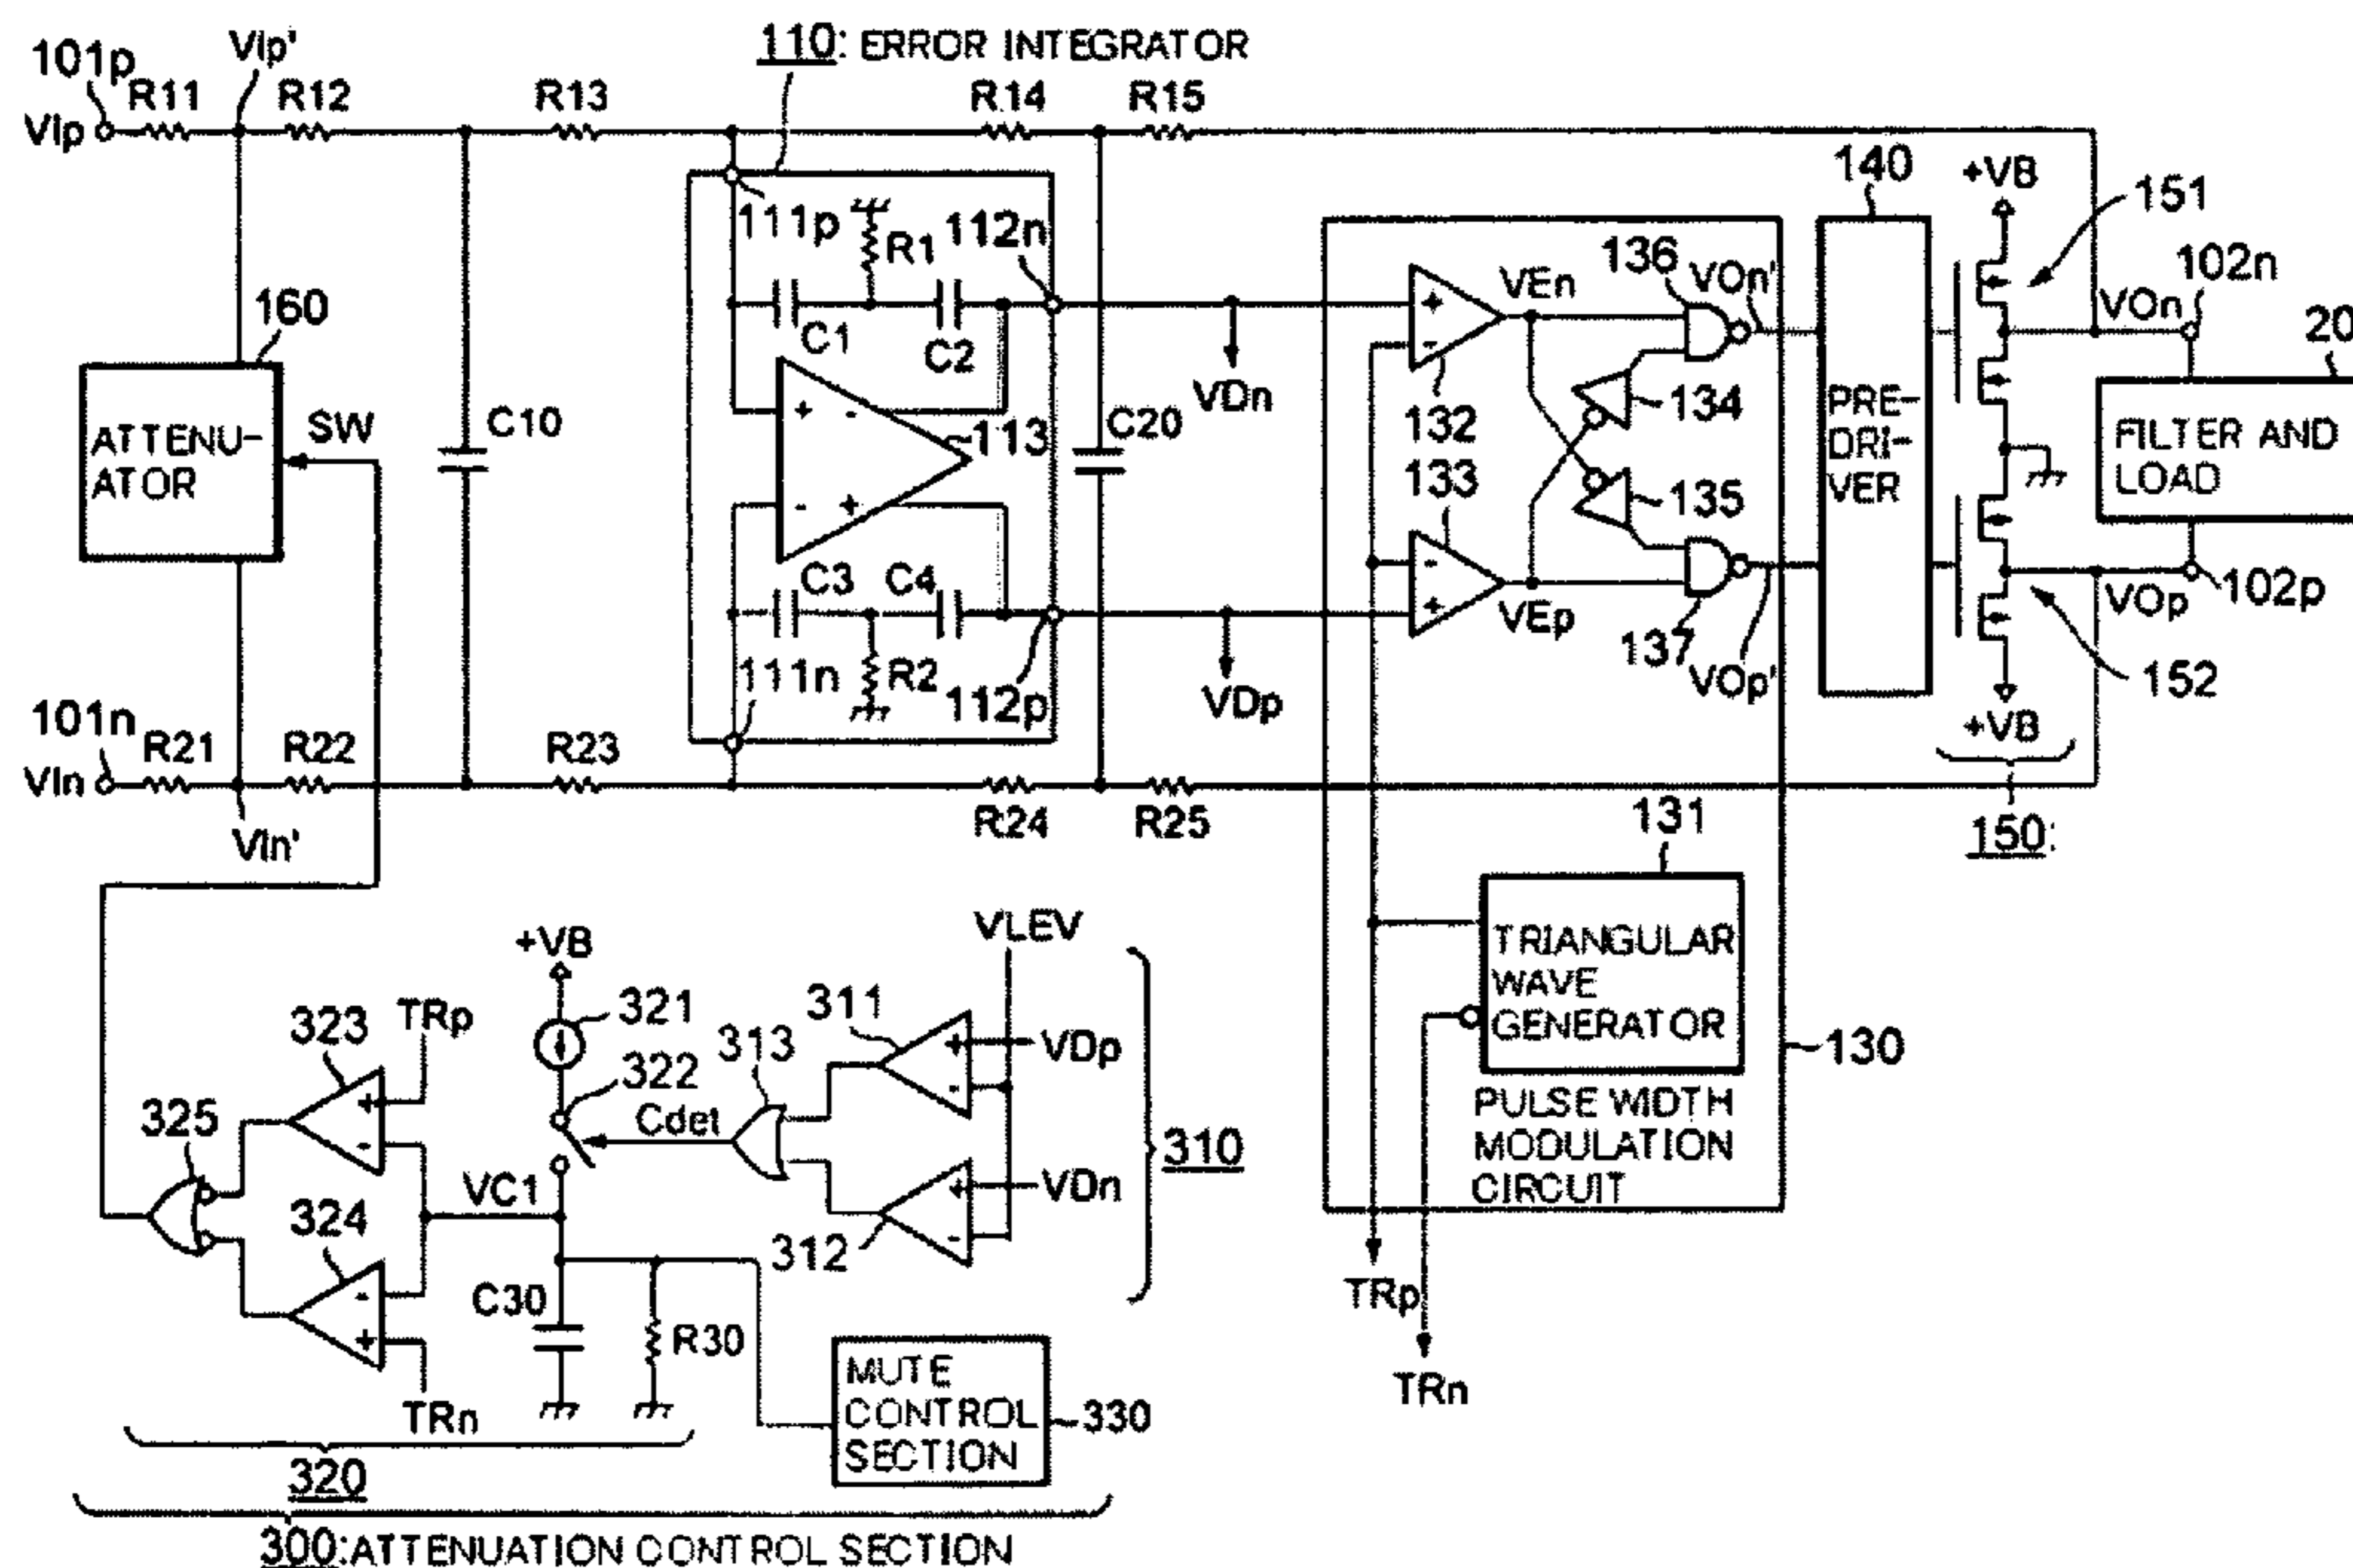 110: ERROR INTEGRATOR
VIp'
101p
R11
R12
R13
R14
R15
VIp
140
+VB
151
111p
R1
112n
136
VOn'
102n
VEn
VOn
160
C1
C2
20
VDn
134
SW
C10
132
113
C20
PRE-
DRI-
VER
ATTENU-
ATOR
FILTER AND
LOAD
133
135
C3
C4
VEp
VOp
102p
111n
R2
112p
137
VOp'
152
VDp
101n
+VB
R21
R22
R23
VIn
R24
R25
131
150:
VIn'
VLEV
+VB
TRIANGULAR
WAVE
GENERATOR
323
TRp
321
311
VDp
313
322
130
325
Cdet
310
PULSE WIDTH
MODULATION
CIRCUIT
VC1
VDn
324
312
C30
TRp
R30
MUTE
CONTROL
SECTION
330
TRn
TRn
320
300:ATTENUATION CONTROL SECTION